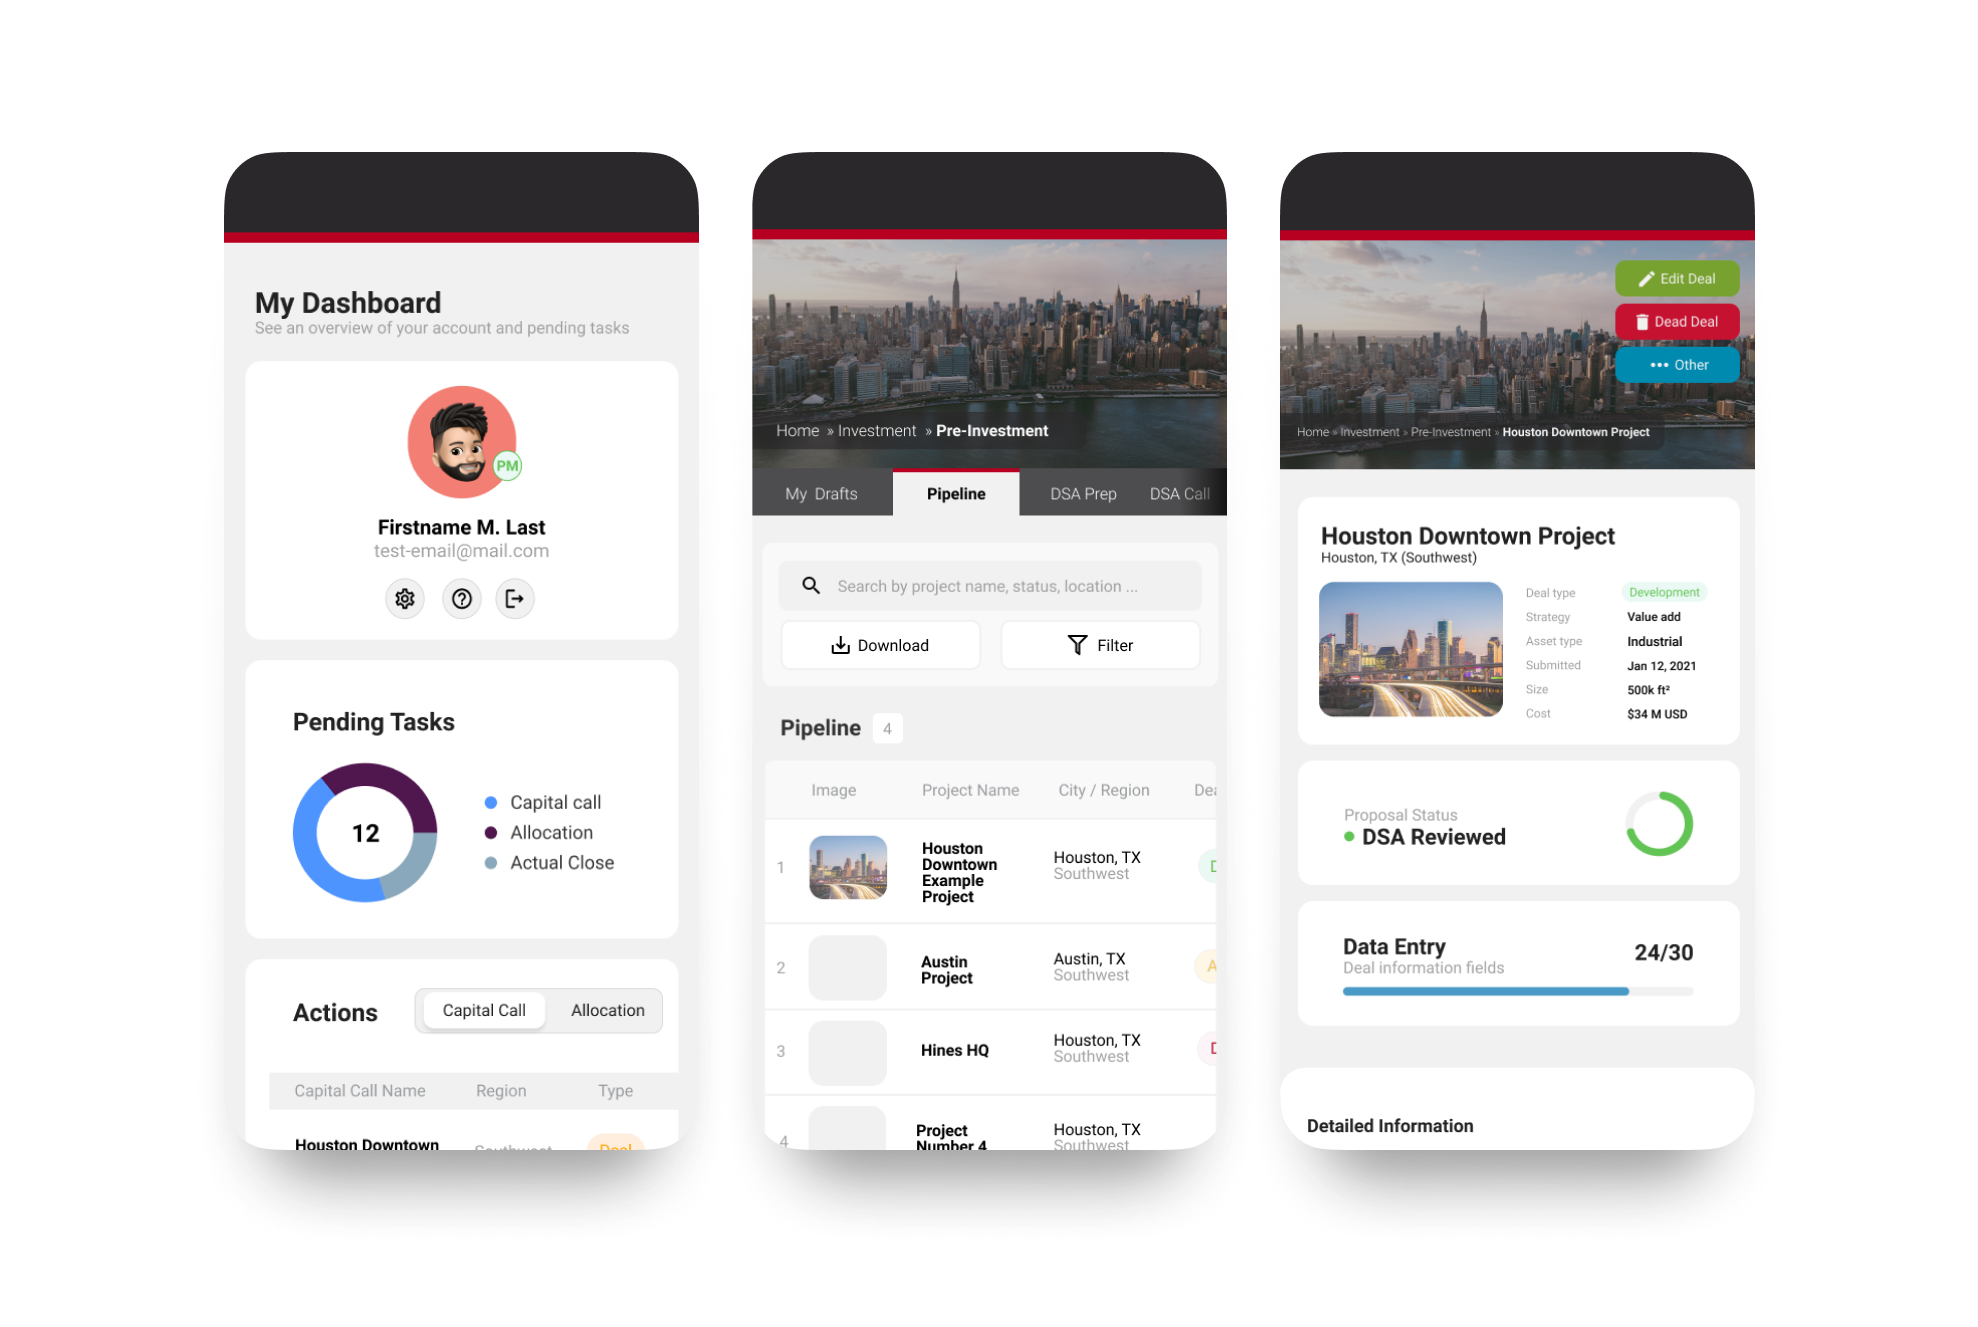 My Dashboard
See an overview of your account and pending tasks
PM
Firstname M. Last
test-email@mail.com
Pending Tasks
12
Capital call
Allocation
Actual Close
Actions
Capital Call
Allocation
Capital Call Name
Region
Type
Houston Downtown
Southwest
Deal
Home » Investment » Pre-Investment
My Drafts
Pipeline
DSA Prep
DSA Call
Search by project name, status, location ...
Download
Filter
Pipeline
4
Image
Project Name
City / Region
1
Houston
Downtown
Example
Project
Houston, TX
Southwest
2
Austin
Project
Austin, TX
Southwest
A
3
Hines HQ
Houston, TX
Southwest
4
Project
Number 4
Houston, TX
Southwest
Edit Deal
Dead Deal
Other
Home » Investment » Pre-Investment » Houston Downtown Project
Houston Downtown Project
Houston, TX (Southwest)
Deal type Development
Strategy Value add
Asset type Industrial
Submitted Jan 12, 2021
Size 500k ft²
Cost $34 M USD
Proposal Status
DSA Reviewed
Data Entry
Deal information fields
24/30
Detailed Information